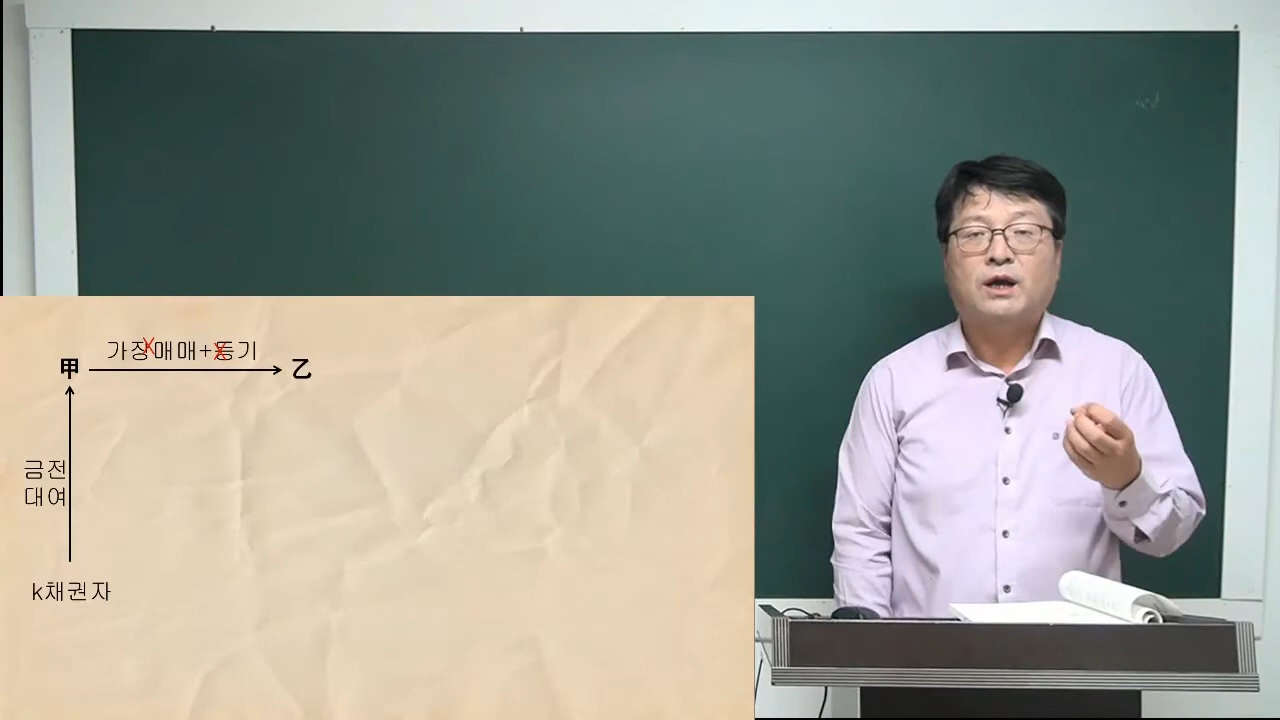 가장매매+등기
甲 乙
금전
대여
k채권자